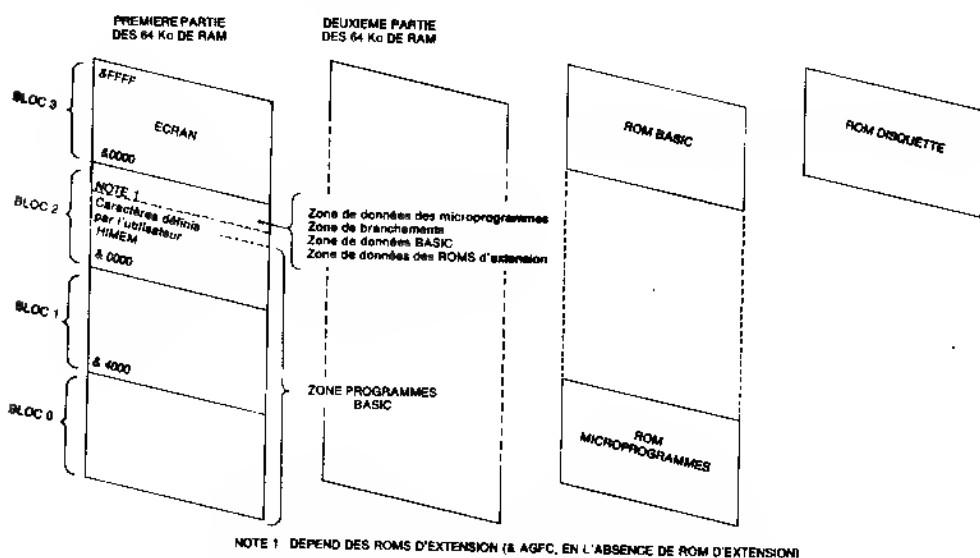 PREMIERE PARTIE
DES 64 Ko DE RAM
DEUXIEME PARTIE
DES 64 Ko DE RAM
BLOC 3
&FFFF
ECRAN
&0000
ROM BASIC
ROM DISQUETTE
BLOC 2
NOTE 1
Caractères définis
par l'utilisateur
HIMEM
& 0000
Zone de données des microprogrammes
Zone de branchements
Zone de données BASIC
Zone de données des ROMS d'extension
BLOC 1
& 4000
ZONE PROGRAMMES
BASIC
BLOC 0
ROM
MICROPROGRAMMES
NOTE 1 DEPEND DES ROMS D'EXTENSION (& AGFC, EN L'ABSENCE DE ROM D'EXTENSION)